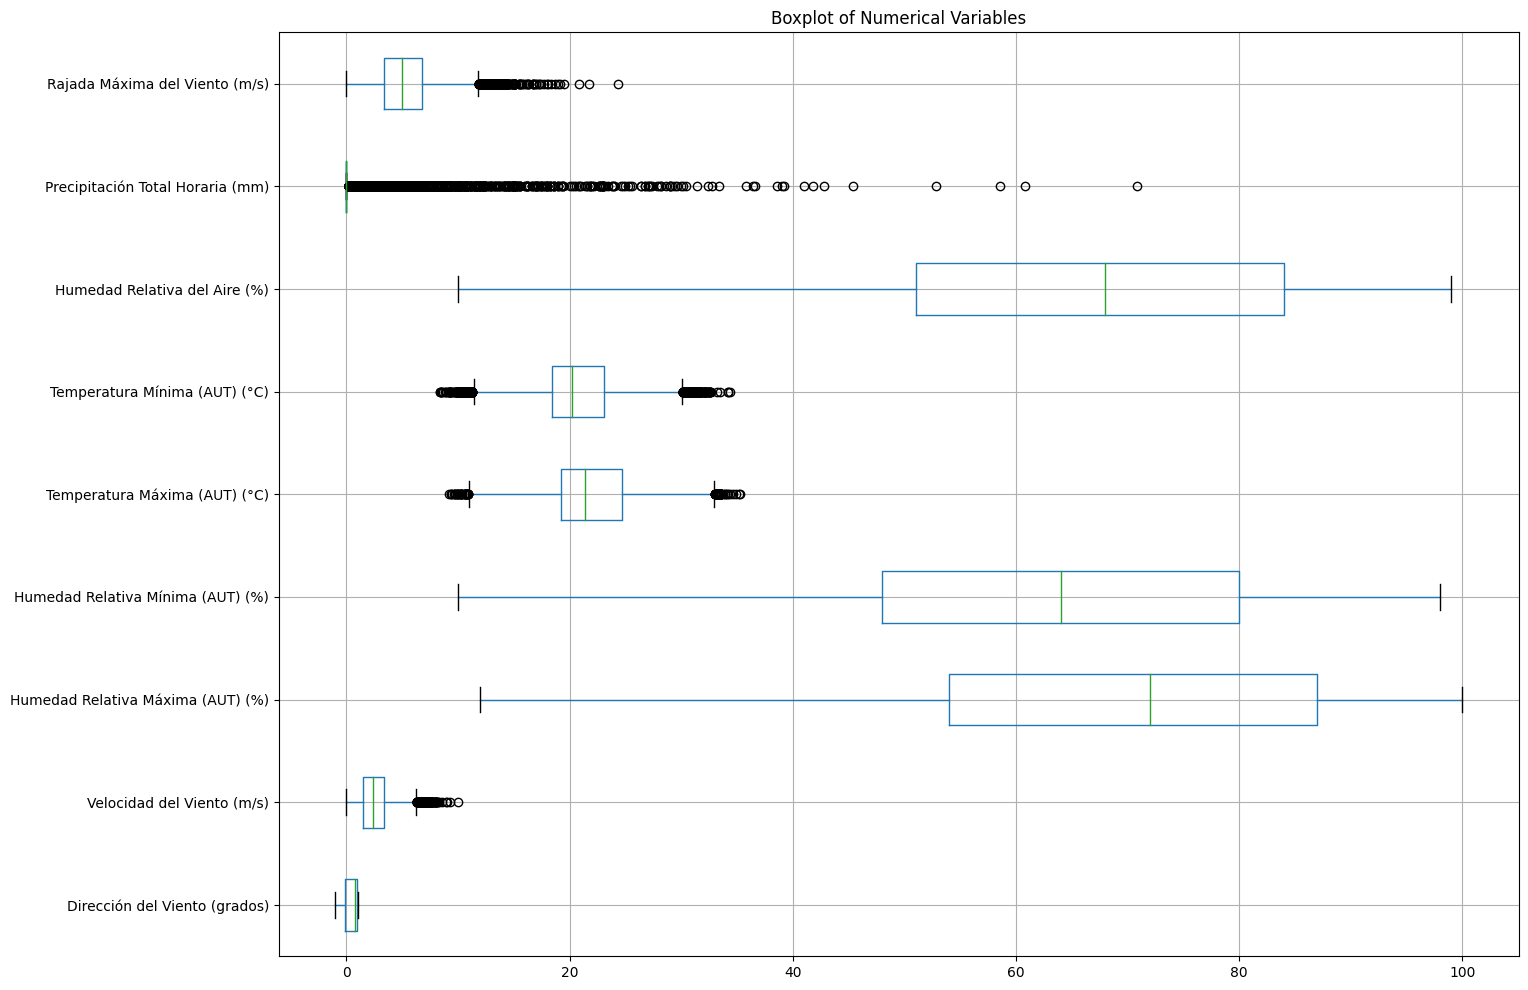 Boxplot of Numerical Variables
Rajada Máxima del Viento (m/s)
Precipitación Total Horaria (mm)
Humedad Relativa del Aire (%)
Temperatura Mínima (AUT) (°C)
Temperatura Máxima (AUT) (°C)
Humedad Relativa Mínima (AUT) (%)
Humedad Relativa Máxima (AUT) (%)
Velocidad del Viento (m/s)
Dirección del Viento (grados)
0 20 40 60 80 100